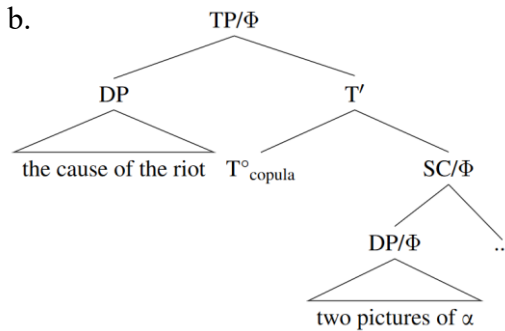 b.
TP/Φ
DP T′
the cause of the riot T°copula SC/Φ
DP/Φ ..
two pictures of α